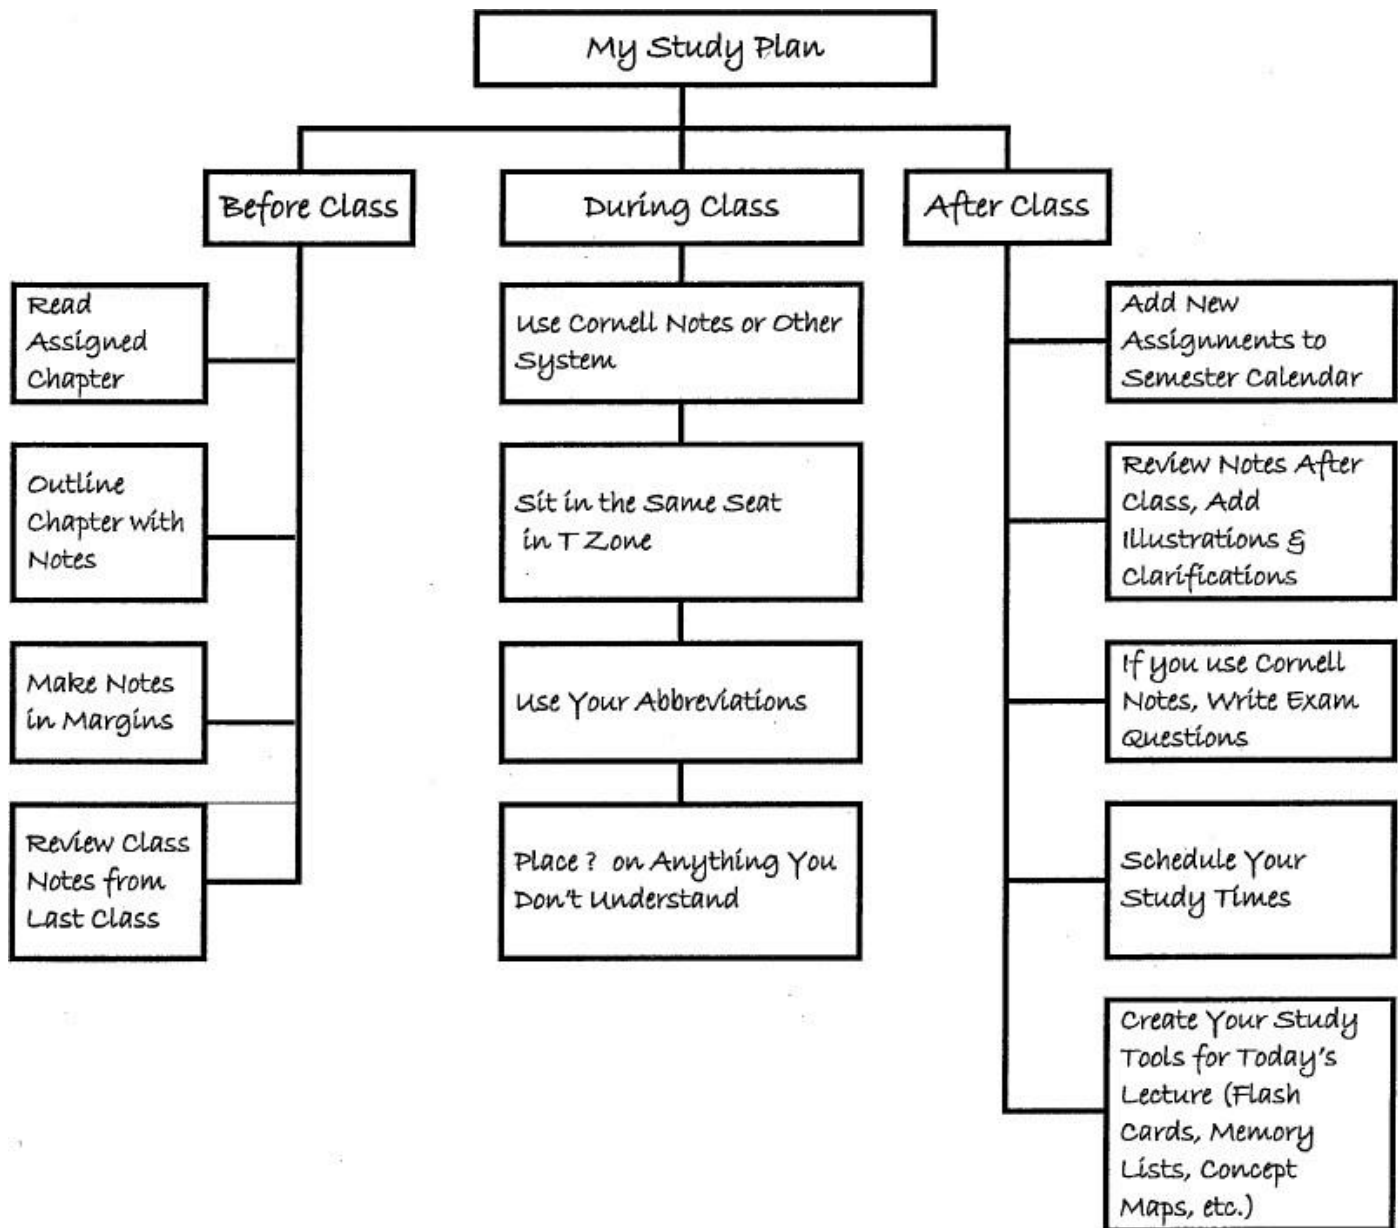 My Study Plan
Before Class
Read
Assigned
Chapter
Outline
Chapter with
Notes
Make Notes
in Margins
Review Class
Notes from
Last Class
During Class
Use Cornell Notes or Other
System
Sit in the Same Seat
in T Zone
Use Your Abbreviations
Place ? on Anything You
Don't Understand
After Class
Add New
Assignments to
Semester Calendar
Review Notes After
Class, Add
Illustrations &
Clarifications
If you use Cornell
Notes, Write Exam
Questions
Schedule Your
Study Times
Create Your Study
Tools for Today's
Lecture (Flash
Cards, Memory
Lists, Concept
Maps, etc.)